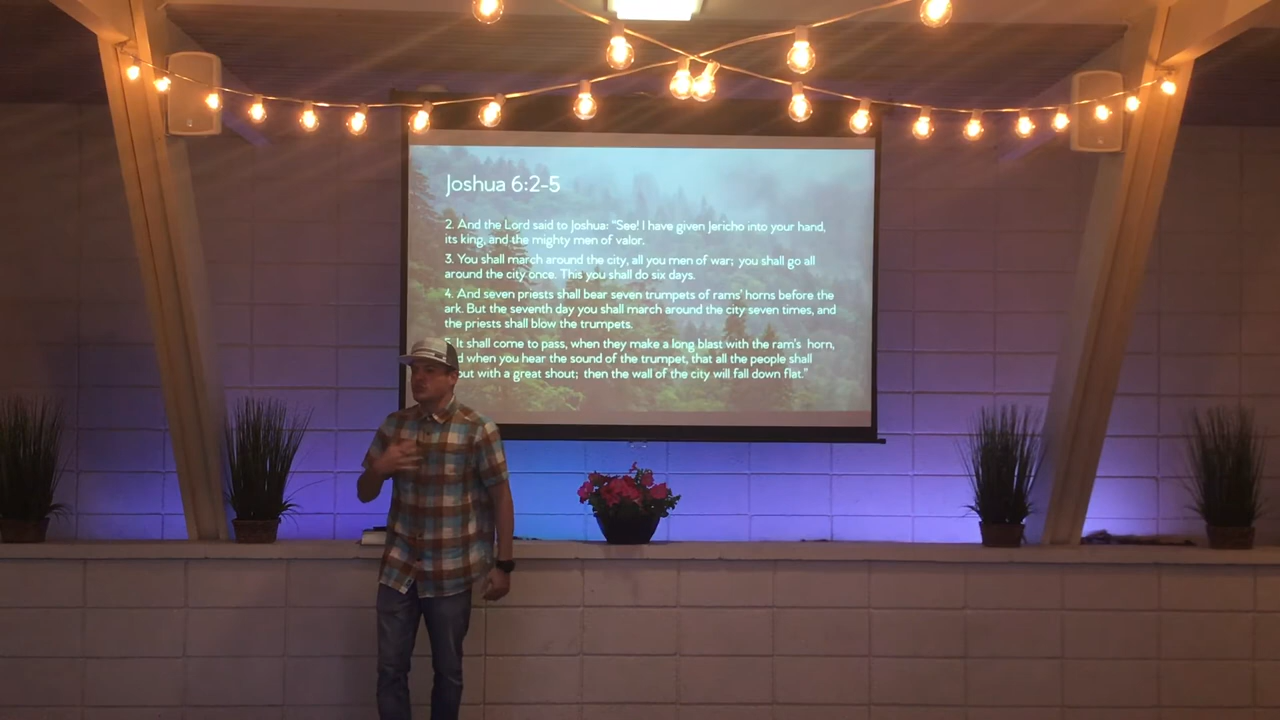 Joshua 6:2-5
2. And the Lord said to Joshua: "See! I have given Jericho into your hand,
its king, and the mighty men of valor.
3. You shall march around the city, all you men of war; you shall go all
around the city once. This you shall do six days.
4. And seven priests shall bear seven trumpets of rams' horns before the
ark. But the seventh day you shall march around the city seven times, and
the priests shall blow the trumpets.
It shall come to pass, when they make a long blast with the ram's horn,
when you hear the sound of the trumpet, that all the people shall
with a great shout; then the wall of the city will fall down flat."